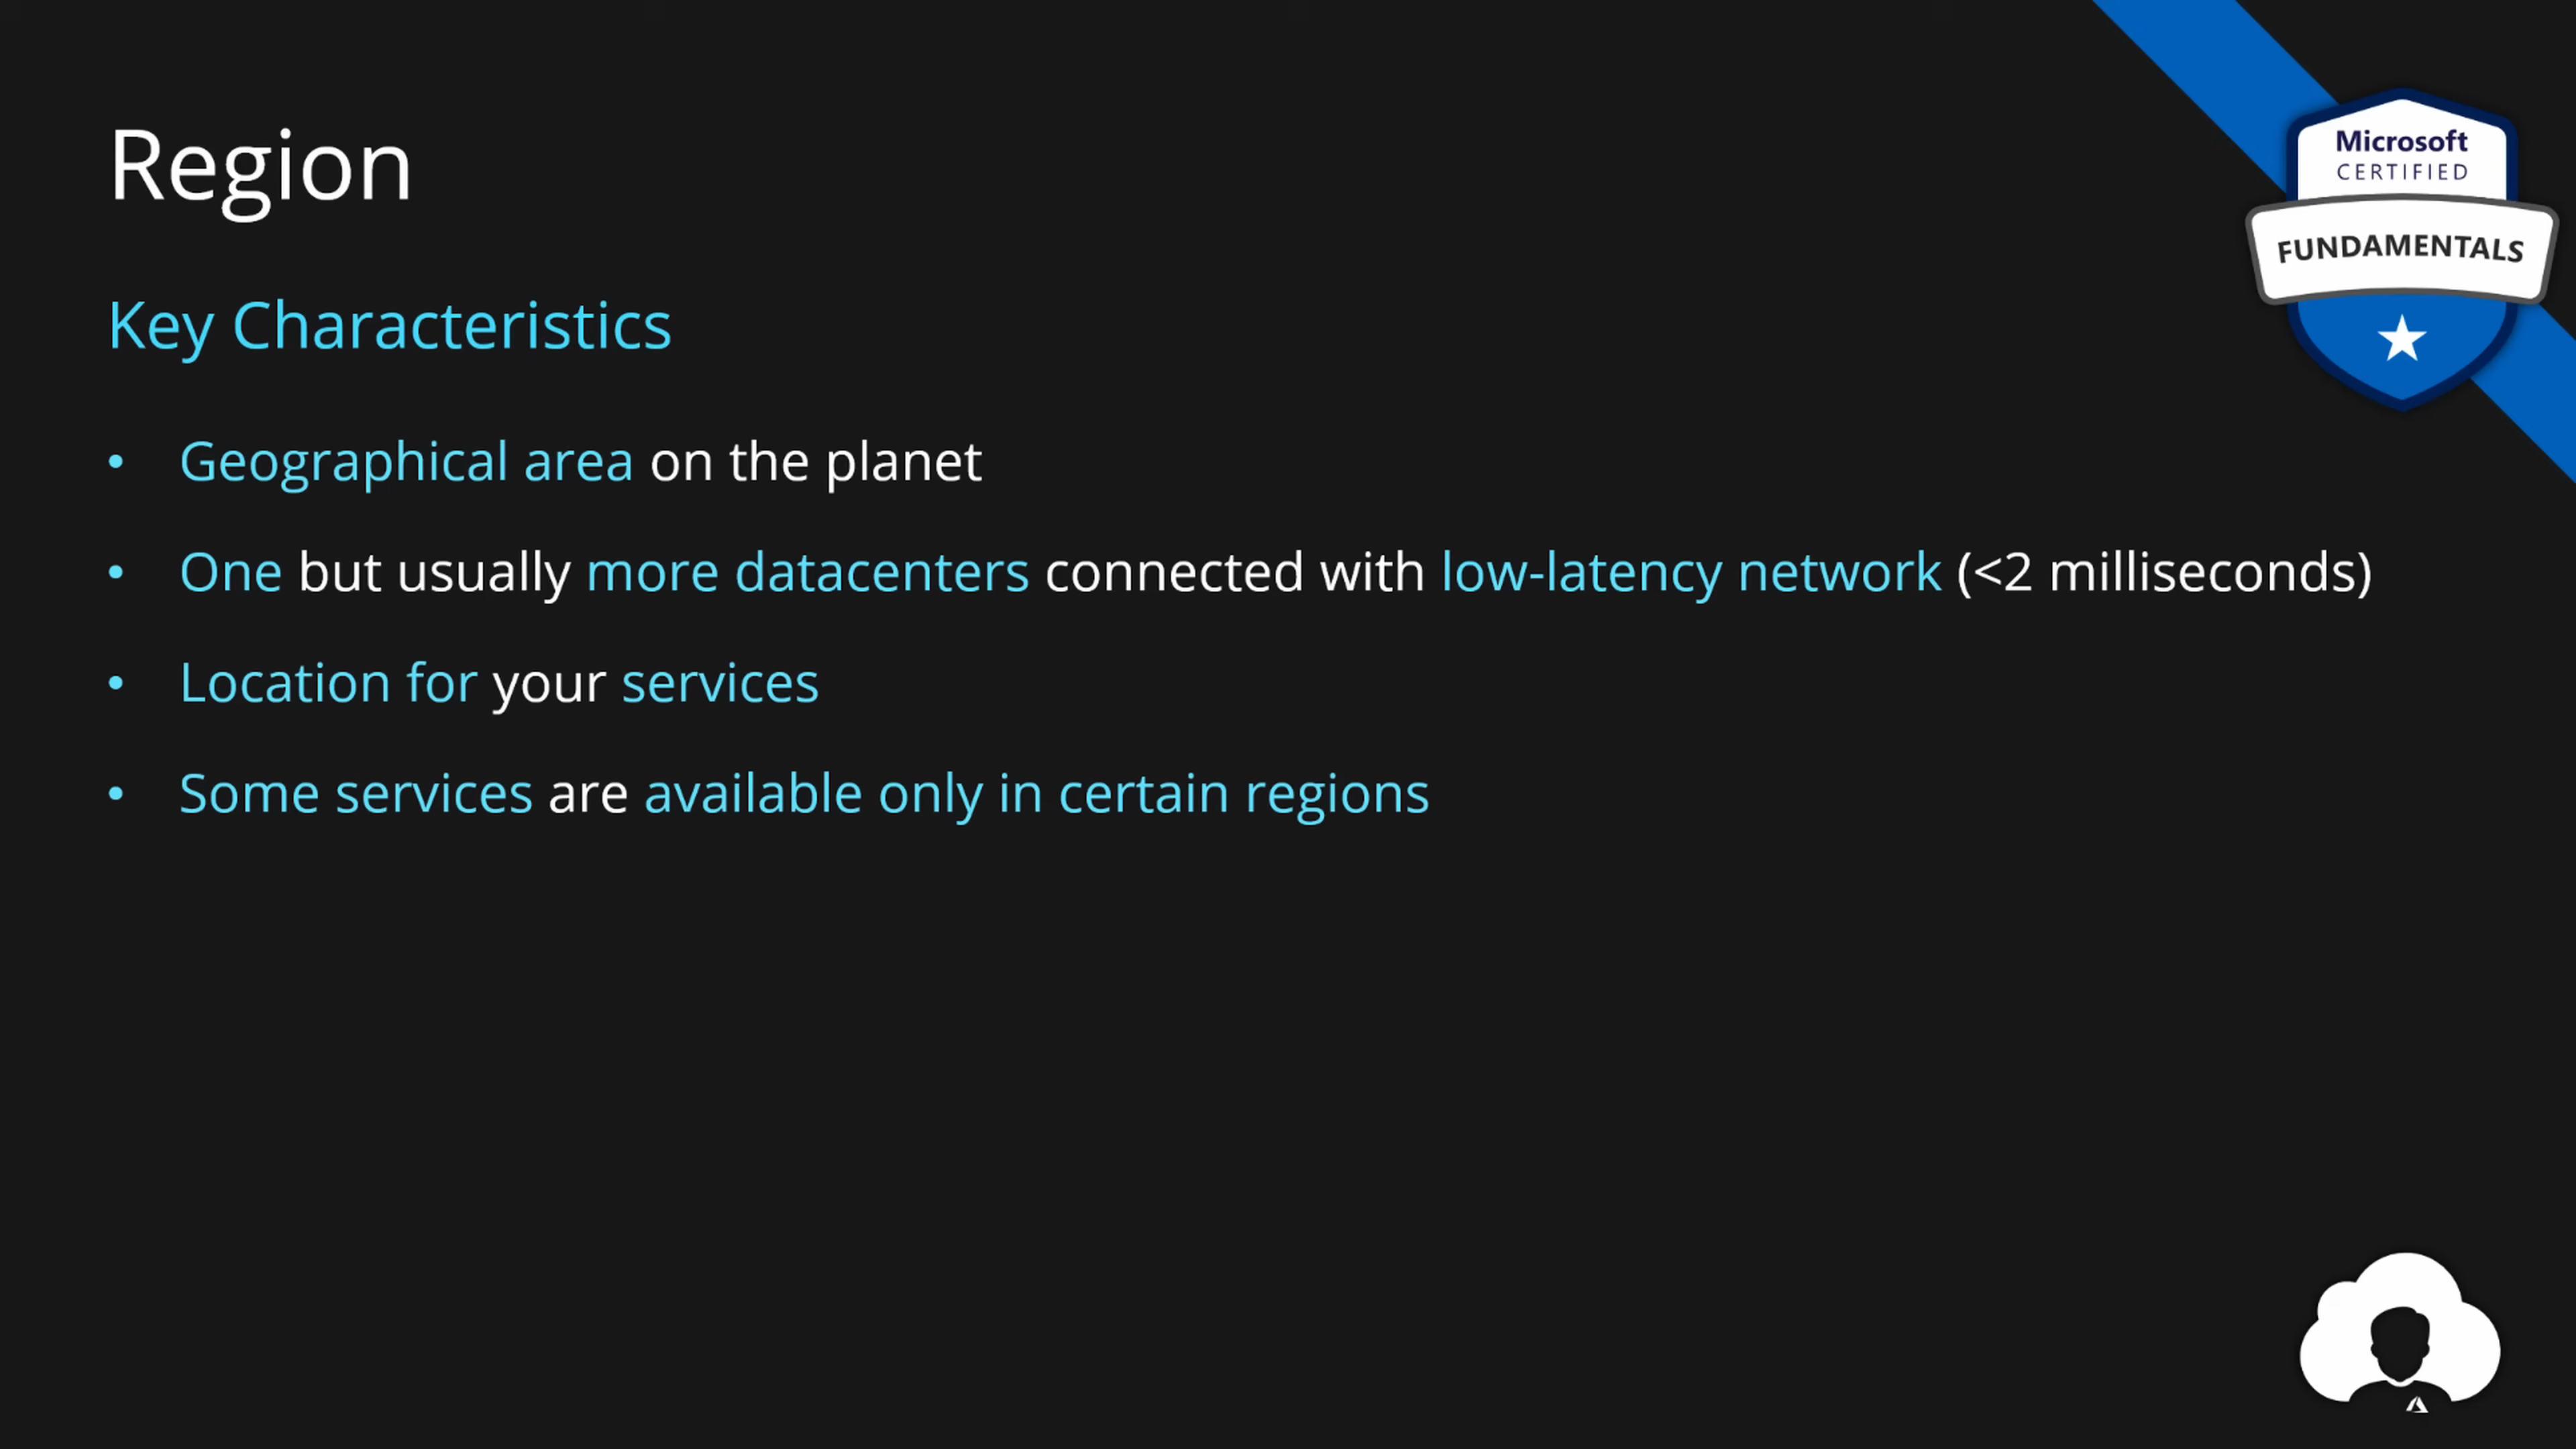 Region
Microsoft
CERTIFIED
FUNDAMENTALS
Key Characteristics
• Geographical area on the planet
• One but usually more datacenters connected with low-latency network (<2 milliseconds)
• Location for your services
• Some services are available only in certain regions